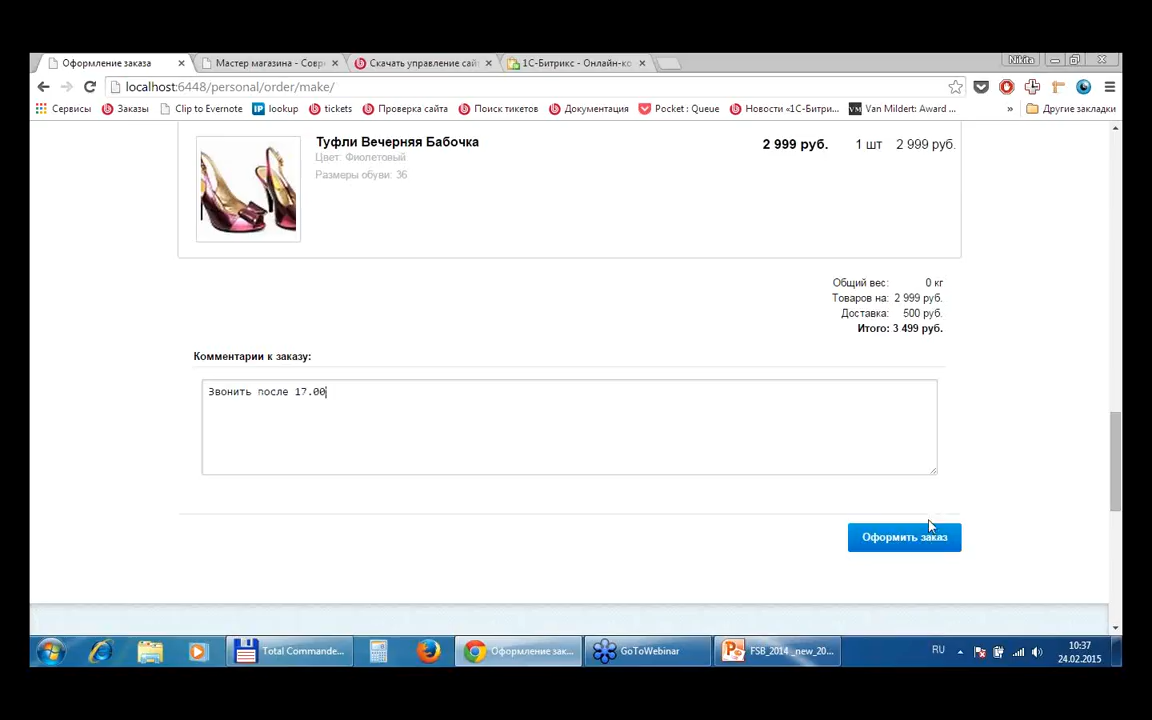 Оформление заказа
Мастер магазина - Совр
Скачать управление сай
1С-Битрикс - Онлайн-ко
Nikita
localhost:6448/personal/order/make/
Сервисы
Заказы
Clip to Evernote
lookup
tickets
Проверка сайта
Поиск тикетов
Документация
Pocket : Queue
Новости «1С-Битри...
Van Mildert: Award ...
»
Другие закладки
Туфли Вечерняя Бабочка
2 999 руб.
1 шт
2 999 руб.
Цвет: Фиолетовый
Размеры обуви: 36
Общий вес: 0 кг
Товаров на: 2 999 руб.
Доставка: 500 руб.
Итого: 3 499 руб.
Комментарии к заказу:
Звонить после 17.00
Оформить заказ
Total Commande...
Оформление зак...
GoToWebinar
FSB_2014 _new_20...
RU
10:37
24.02.2015